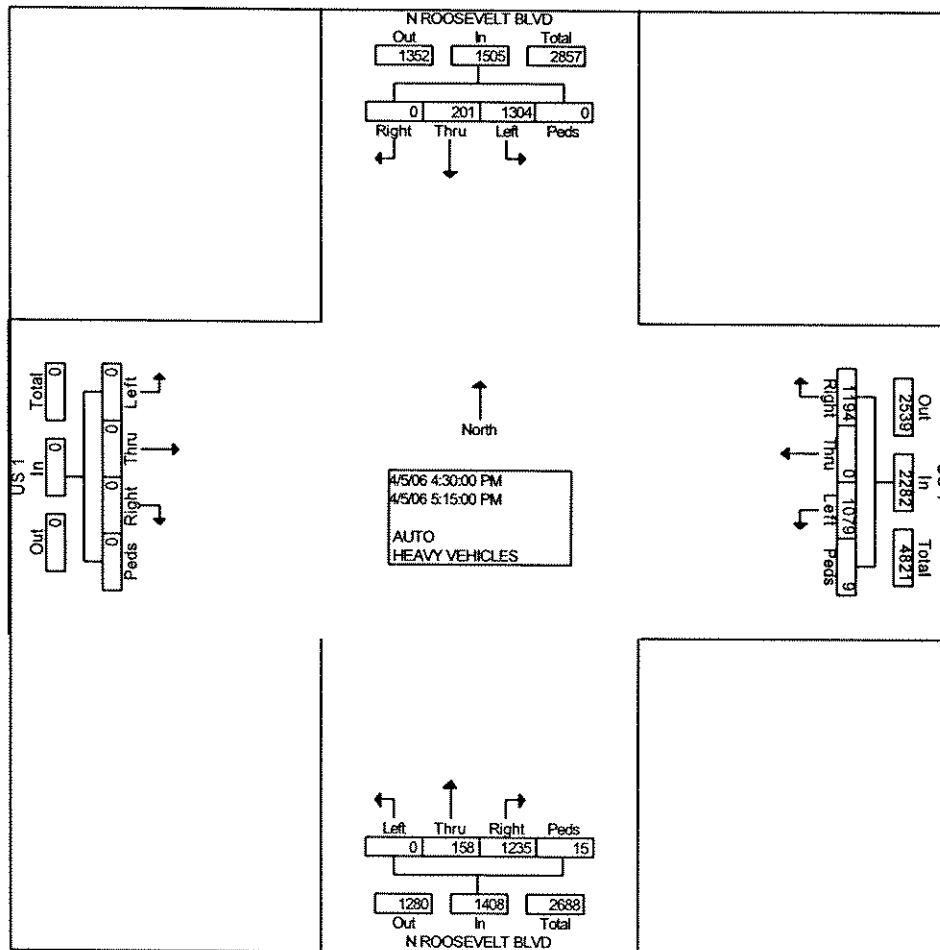 N ROOSEVELT BLVD
Out In Total
1352 1505 2857
0 201 1304 0
Right Thru Left Peds
US 1
Total In Out
0 0 0
0 0 0 0
Left Thru Right Peds
North
4/5/06 4:30:00 PM
4/5/06 5:15:00 PM
AUTO
HEAVY VEHICLES
Right Thru Left Peds
1194 0 1079 9
2539 2282 4821
Out In Total
Left Thru Right Peds
0 158 1235 15
1280 1408 2688
Out In Total
N ROOSEVELT BLVD